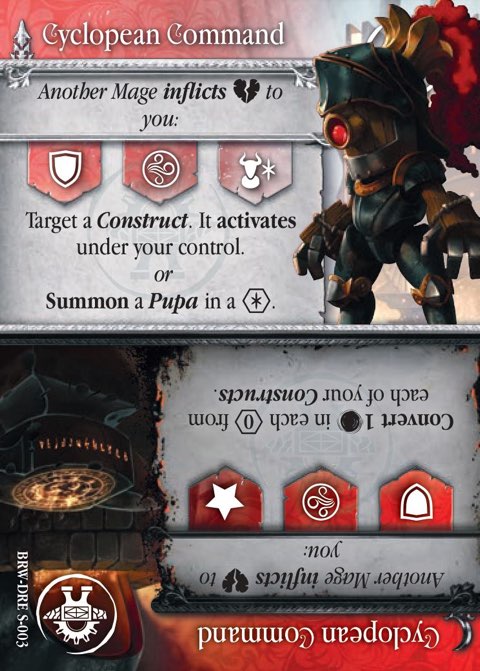 Cyclopean Command
Another Mage inflicts to
you:
Target a Construct. It activates
under your control.
or
Summon a Pupa in a .
Cyclopean Command
Another Mage inflicts to
you:
Convert 1 in each 0 from
each of your Constructs.
BRW-DRE S-003